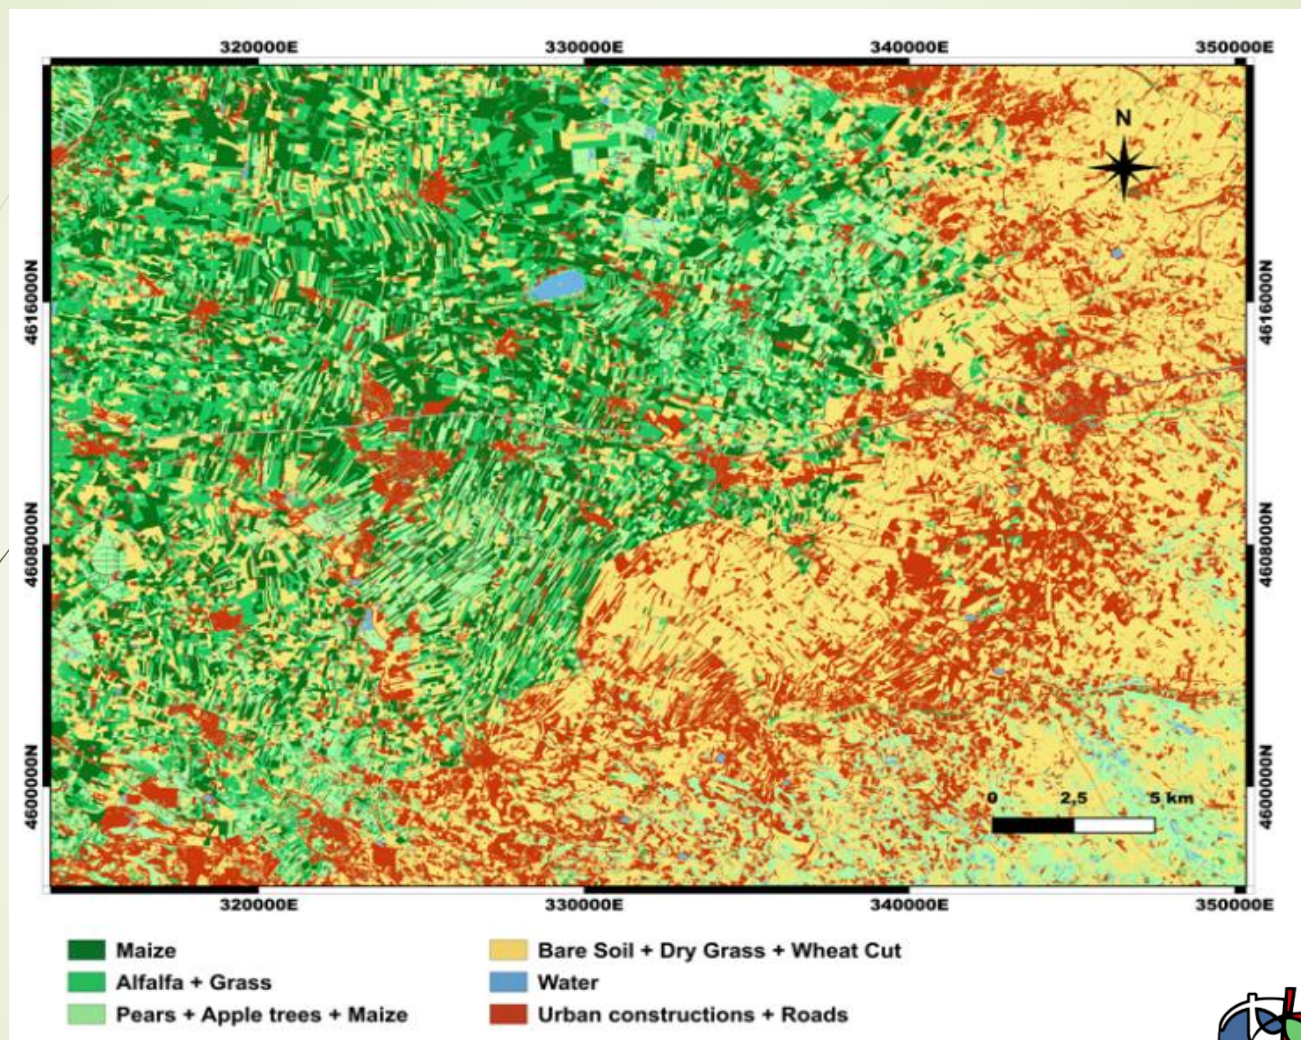 320000E 330000E 340000E 350000E
N
4616000N 4616000N
4608000N 4608000N
4600000N 4600000N
0 2,5 5 km
320000E 330000E 340000E 350000E
Maize Bare Soil + Dry Grass + Wheat Cut
Alfalfa + Grass Water
Pears + Apple trees + Maize Urban constructions + Roads